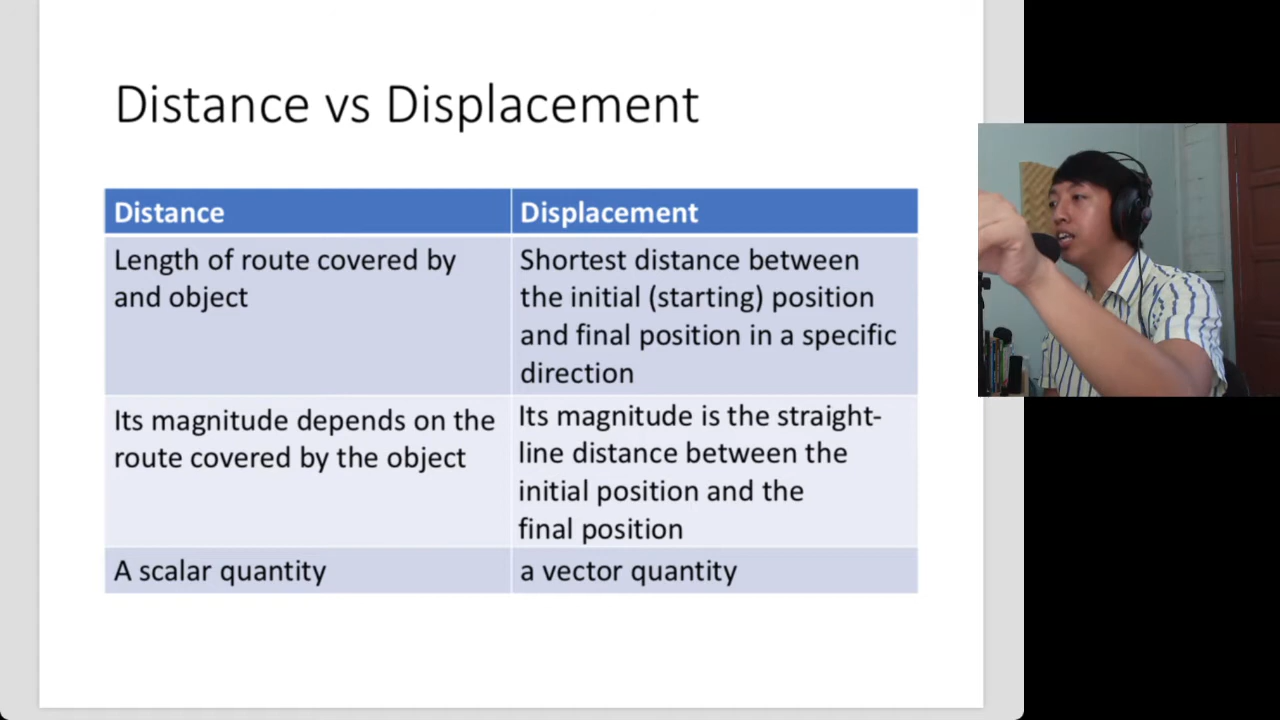 Distance vs Displacement
Distance
Displacement
Length of route covered by
and object
Shortest distance between
the initial (starting) position
and final position in a specific
direction
Its magnitude depends on the
route covered by the object
Its magnitude is the straight-
line distance between the
initial position and the
final position
A scalar quantity
a vector quantity